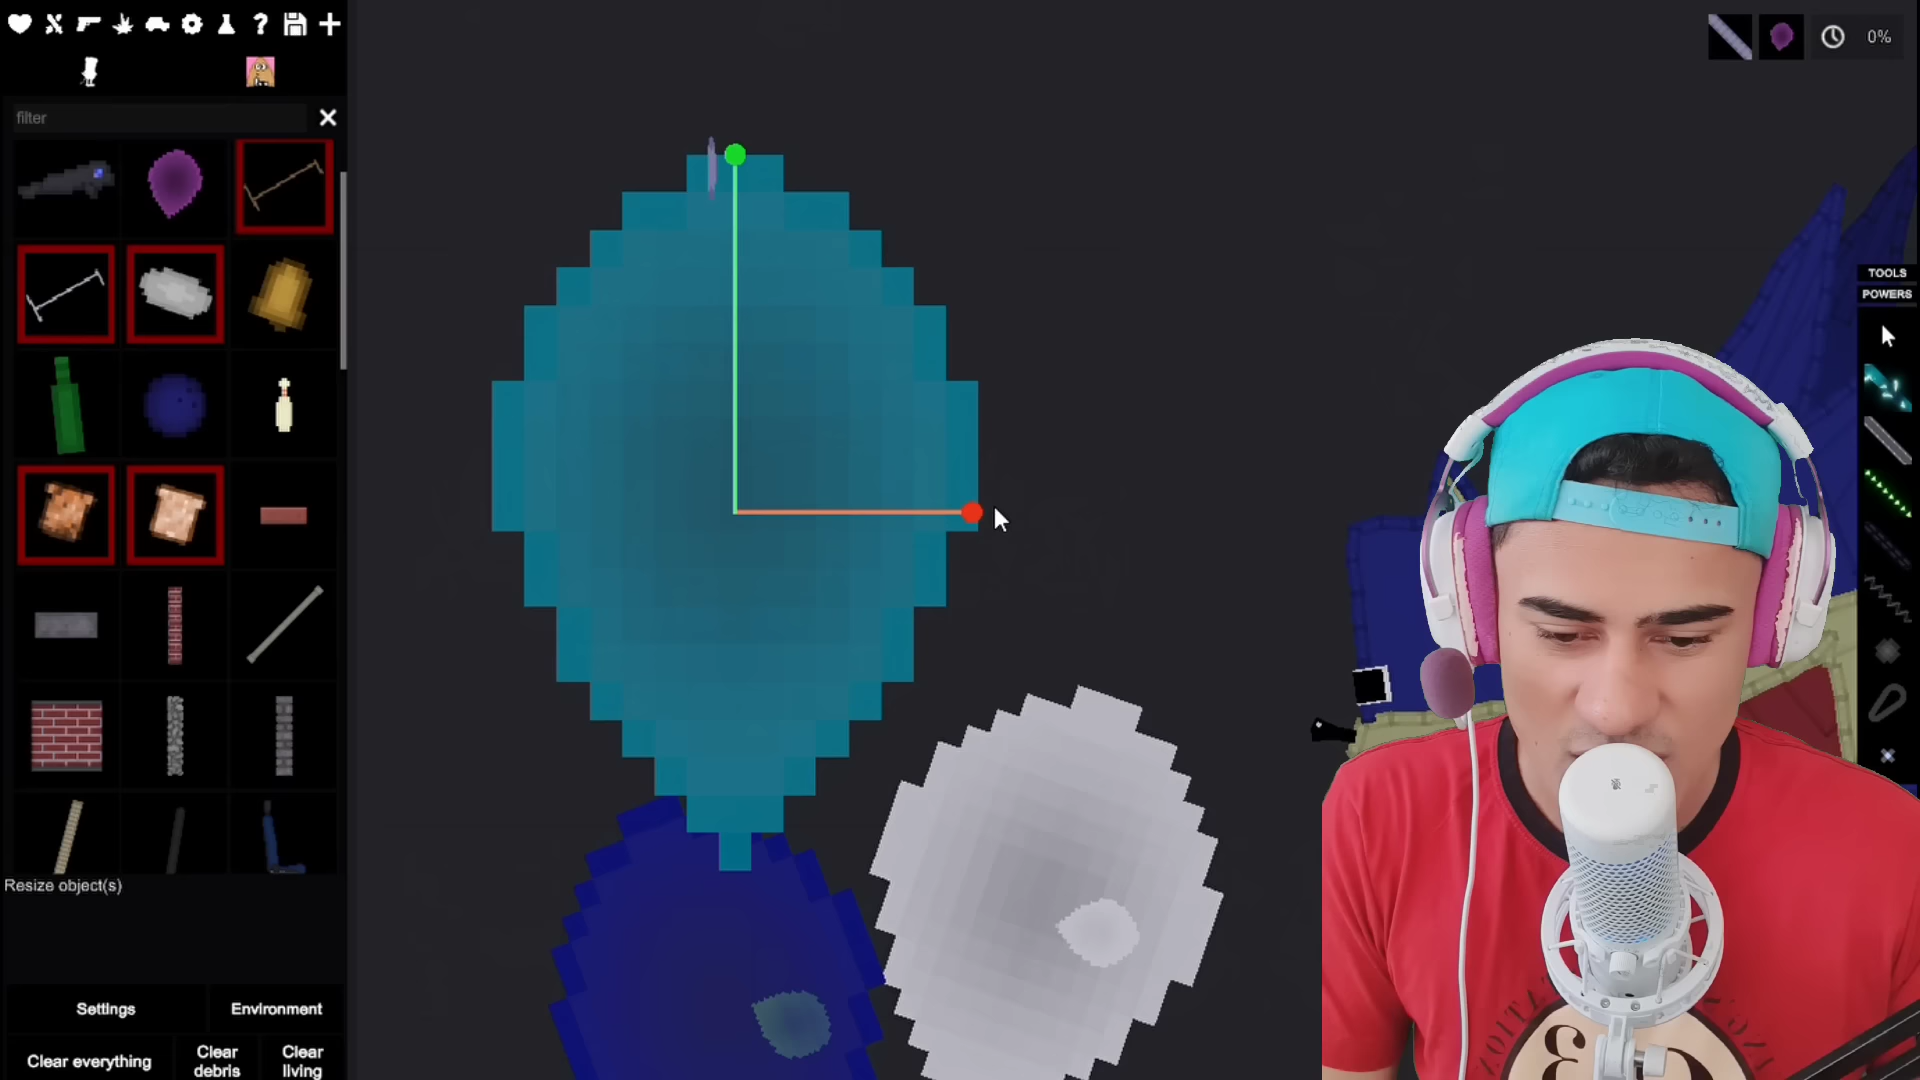 ?
0%
filter
TOOLS
POWERS
Resize object(s)
Settings
Environment
Clear everything
Clear
debris
Clear
living